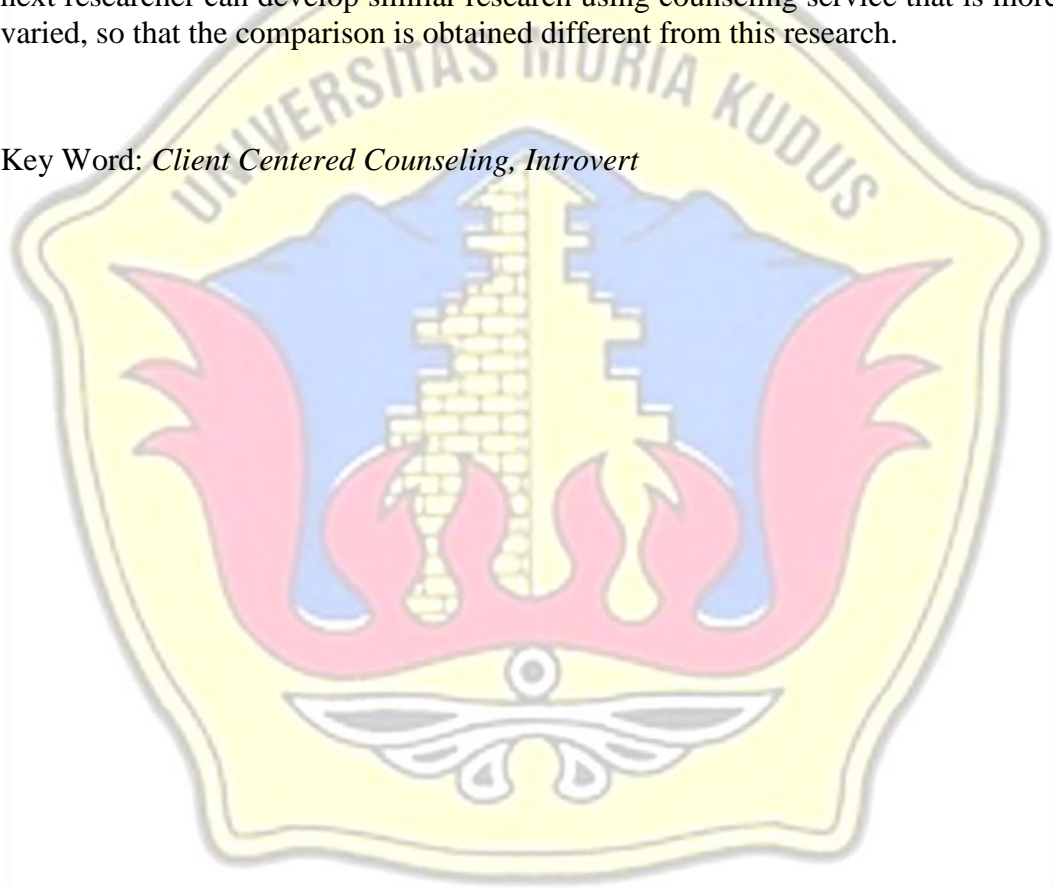 next researcher can develop similar research using counseling service that is more
varied, so that the comparison is obtained different from this research.
UNIVERSITAS MURIA KUDUS
Key Word: Client Centered Counseling, Introvert